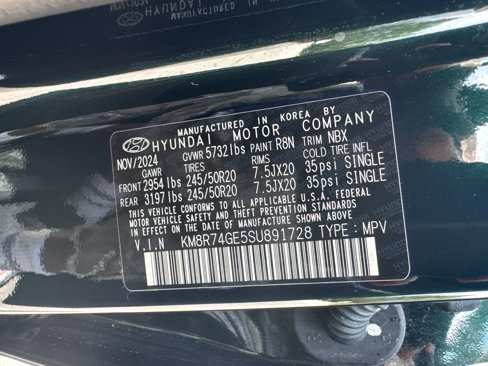 MANUFACTURED IN KOREA BY
HYUNDAI MOTOR COMPANY
NOV/2024 GVWR 5732lbs PAINT R8N TRIM NBX
GAWR TIRES RIMS COLD TIRE INFL
FRONT 2954 lbs 245/50R20 7.5JX20 35psi SINGLE
REAR 3197 lbs 245/50R20 7.5JX20 35psi SINGLE
THIS VEHICLE CONFORMS TO ALL APPLICABLE U.S. FEDERAL
MOTOR VEHICLE SAFETY AND THEFT PREVENTION STANDARDS
IN EFFECT ON THE DATE OF MANUFACTURE SHOWN ABOVE.
V.I.N KM8R74GE5SU891728 TYPE : MPV